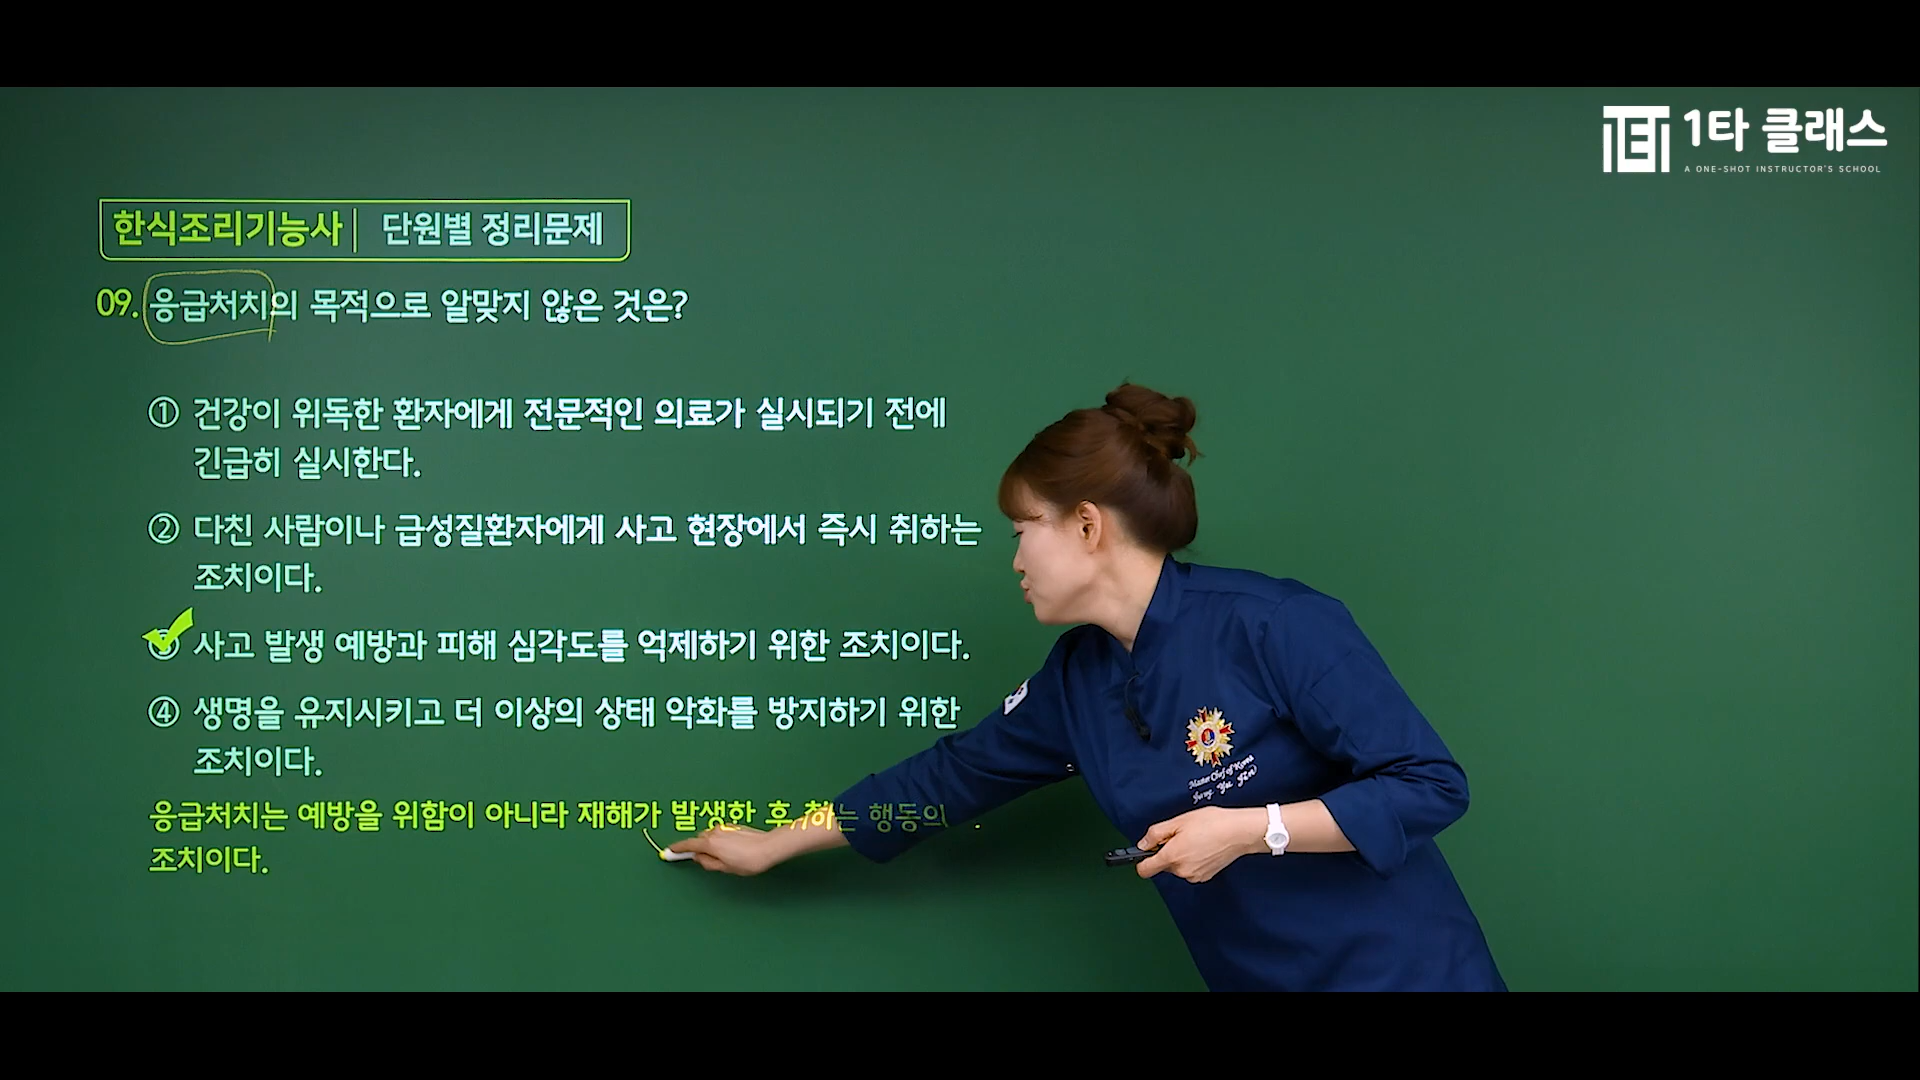 1타 클래스
A ONE-SHOT INSTRUCTOR'S SCHOOL
한식조리기능사 | 단원별 정리문제
09. 응급처치의 목적으로 알맞지 않은 것은?
① 건강이 위독한 환자에게 전문적인 의료가 실시되기 전에
긴급히 실시한다.
② 다친 사람이나 급성질환자에게 사고 현장에서 즉시 취하는
조치이다.
③ 사고 발생 예방과 피해 심각도를 억제하기 위한 조치이다.
④ 생명을 유지시키고 더 이상의 상태 악화를 방지하기 위한
조치이다.
응급처치는 예방을 위함이 아니라 재해가 발생한 후 하는 행동의
조치이다.
Master Chef of Korea